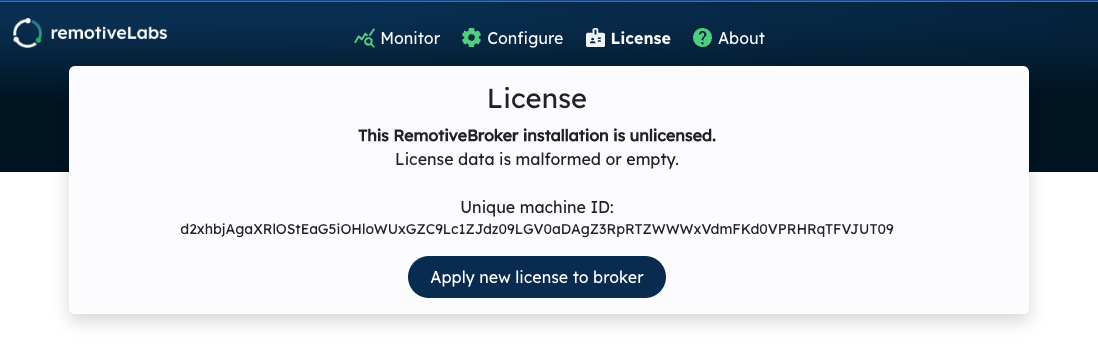 remotiveLabs
Monitor Configure License About
License
This RemotiveBroker installation is unlicensed.
License data is malformed or empty.
Unique machine ID:
d2xhbjAgaXRlOStEaG5iOHloWUxGZC9Lc1ZJdz09LGV0aDAgZ3RpRTZWWWxVdmFKd0VPRHRqTFVJUT09
Apply new license to broker